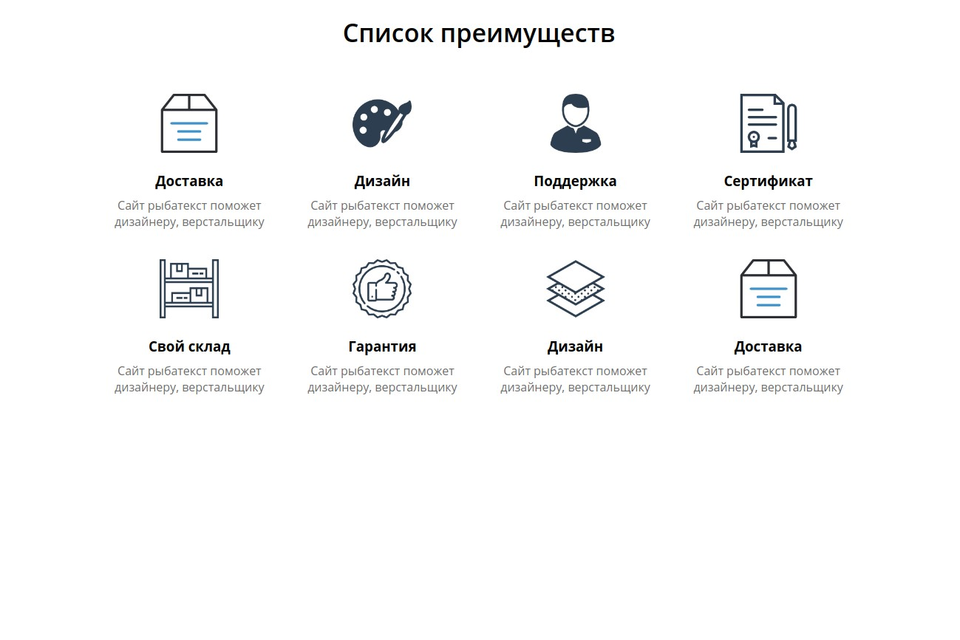 Список преимуществ
Доставка
Сайт рыбатекст поможет
дизайнеру, верстальщику
Дизайн
Сайт рыбатекст поможет
дизайнеру, верстальщику
Поддержка
Сайт рыбатекст поможет
дизайнеру, верстальщику
Сертификат
Сайт рыбатекст поможет
дизайнеру, верстальщику
Свой склад
Сайт рыбатекст поможет
дизайнеру, верстальщику
Гарантия
Сайт рыбатекст поможет
дизайнеру, верстальщику
Дизайн
Сайт рыбатекст поможет
дизайнеру, верстальщику
Доставка
Сайт рыбатекст поможет
дизайнеру, верстальщику